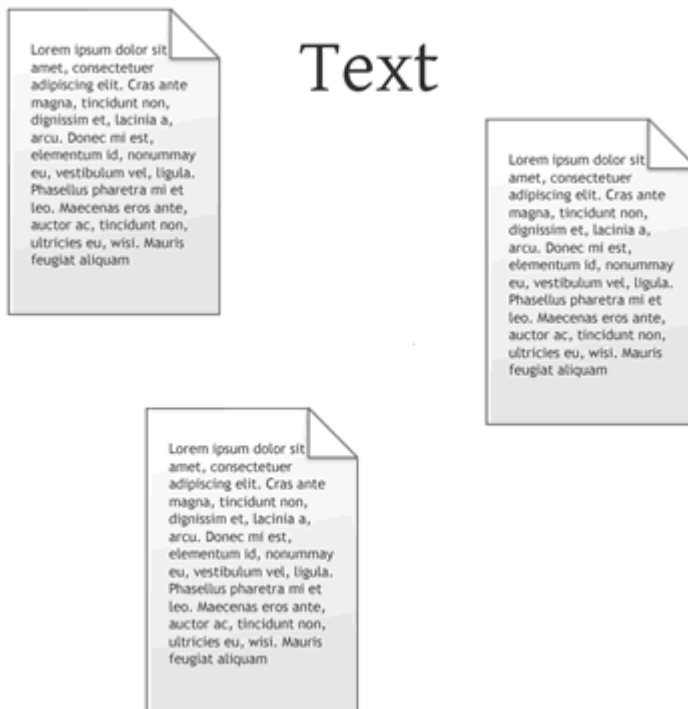 Text
Lorem ipsum dolor sit
amet, consectetuer
adipiscing elit. Cras ante
magna, tincidunt non,
dignissim et, lacinia a,
arcu. Donec mi est,
elementum id, nonummay
eu, vestibulum vel, ligula.
Phasellus pharetra mi et
leo. Maecenas eros ante,
auctor ac, tincidunt non,
ultricies eu, wisi. Mauris
feugiat aliquam
Lorem ipsum dolor sit
amet, consectetuer
adipiscing elit. Cras ante
magna, tincidunt non,
dignissim et, lacinia a,
arcu. Donec mi est,
elementum id, nonummay
eu, vestibulum vel, ligula.
Phasellus pharetra mi et
leo. Maecenas eros ante,
auctor ac, tincidunt non,
ultricies eu, wisi. Mauris
feugiat aliquam
Lorem ipsum dolor sit
amet, consectetuer
adipiscing elit. Cras ante
magna, tincidunt non,
dignissim et, lacinia a,
arcu. Donec mi est,
elementum id, nonummay
eu, vestibulum vel, ligula.
Phasellus pharetra mi et
leo. Maecenas eros ante,
auctor ac, tincidunt non,
ultricies eu, wisi. Mauris
feugiat aliquam